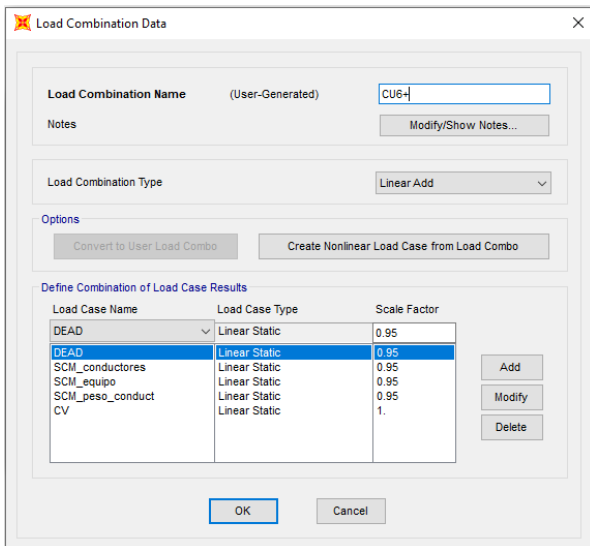 Load Combination Data
Load Combination Name (User-Generated) CU6+
Notes Modify/Show Notes...
Load Combination Type Linear Add
Options
Convert to User Load Combo Create Nonlinear Load Case from Load Combo
Define Combination of Load Case Results
Load Case Name Load Case Type Scale Factor
DEAD Linear Static 0.95
DEAD Linear Static 0.95
SCM_conductores Linear Static 0.95
SCM_equipo Linear Static 0.95
SCM_peso_conduct Linear Static 0.95
CV Linear Static 1.
Add
Modify
Delete
OK Cancel